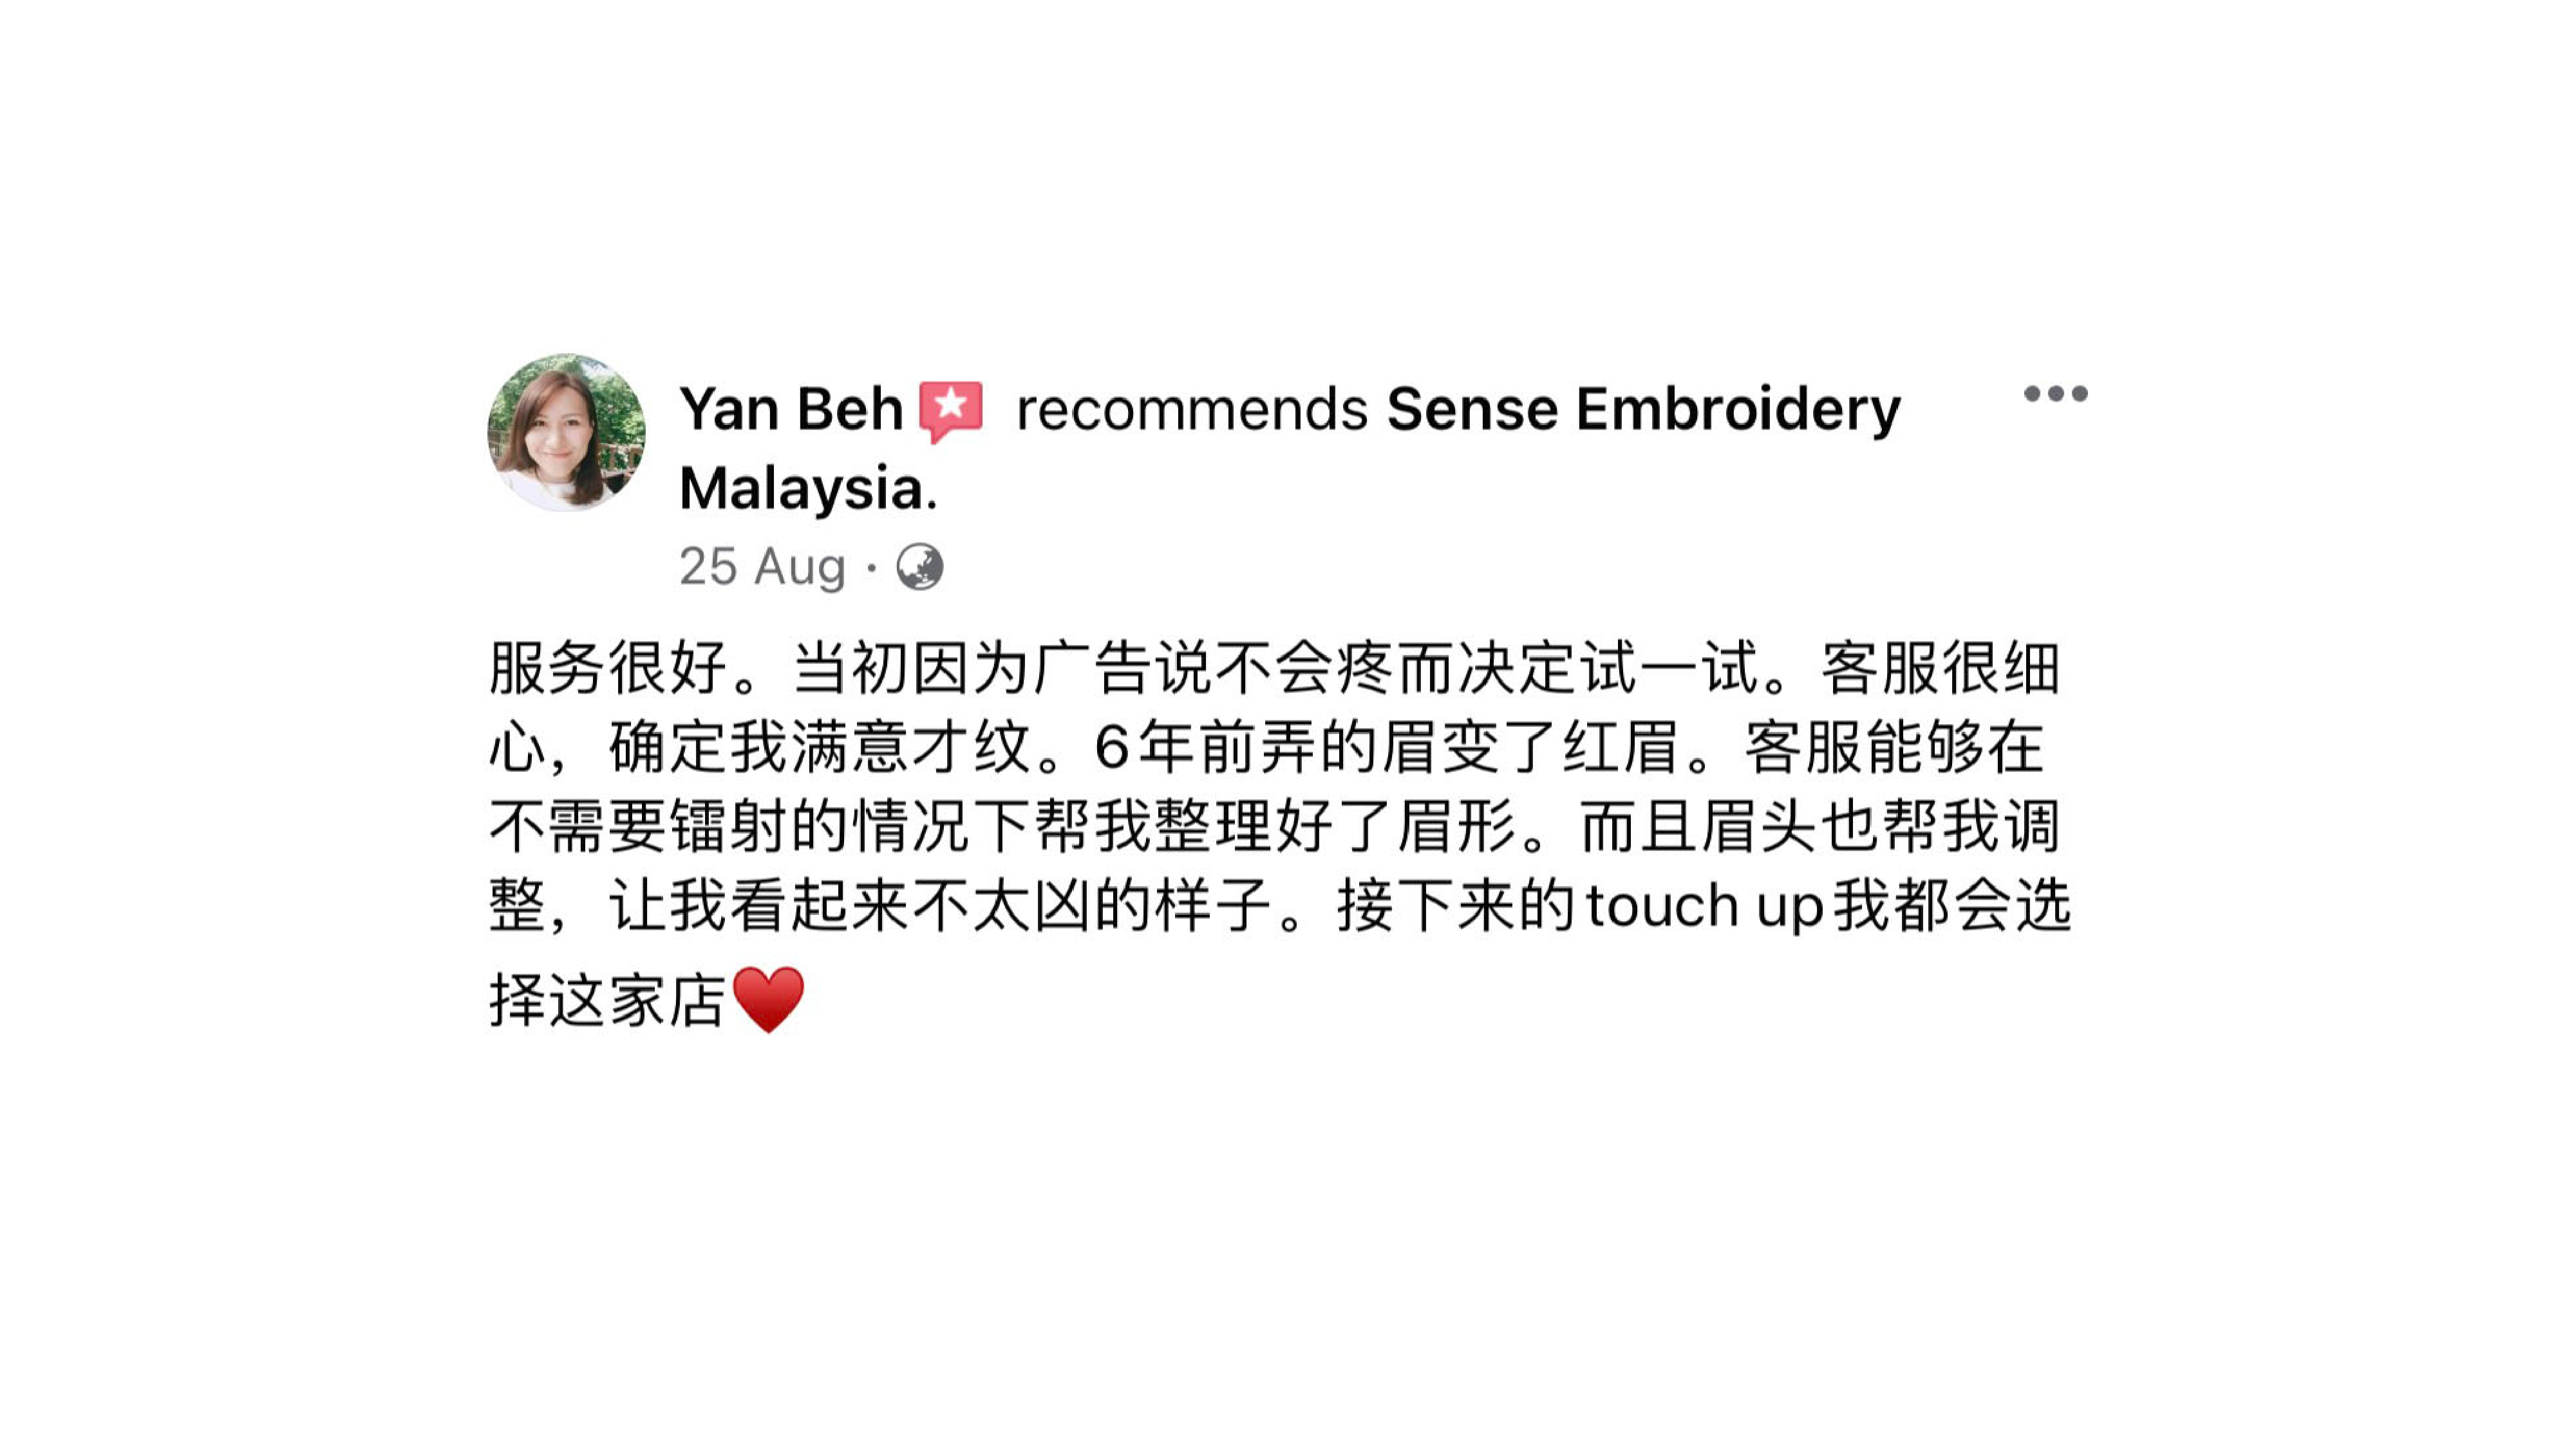 Yan Beh recommends Sense Embroidery
Malaysia.
25 Aug ·
服务很好。当初因为广告说不会疼而决定试一试。客服很细
心，确定我满意才纹。6年前弄的眉变了红眉。客服能够在
不需要镭射的情况下帮我整理好了眉形。而且眉头也帮我调
整，让我看起来不太凶的样子。接下来的touch up我都会选
择这家店♥️